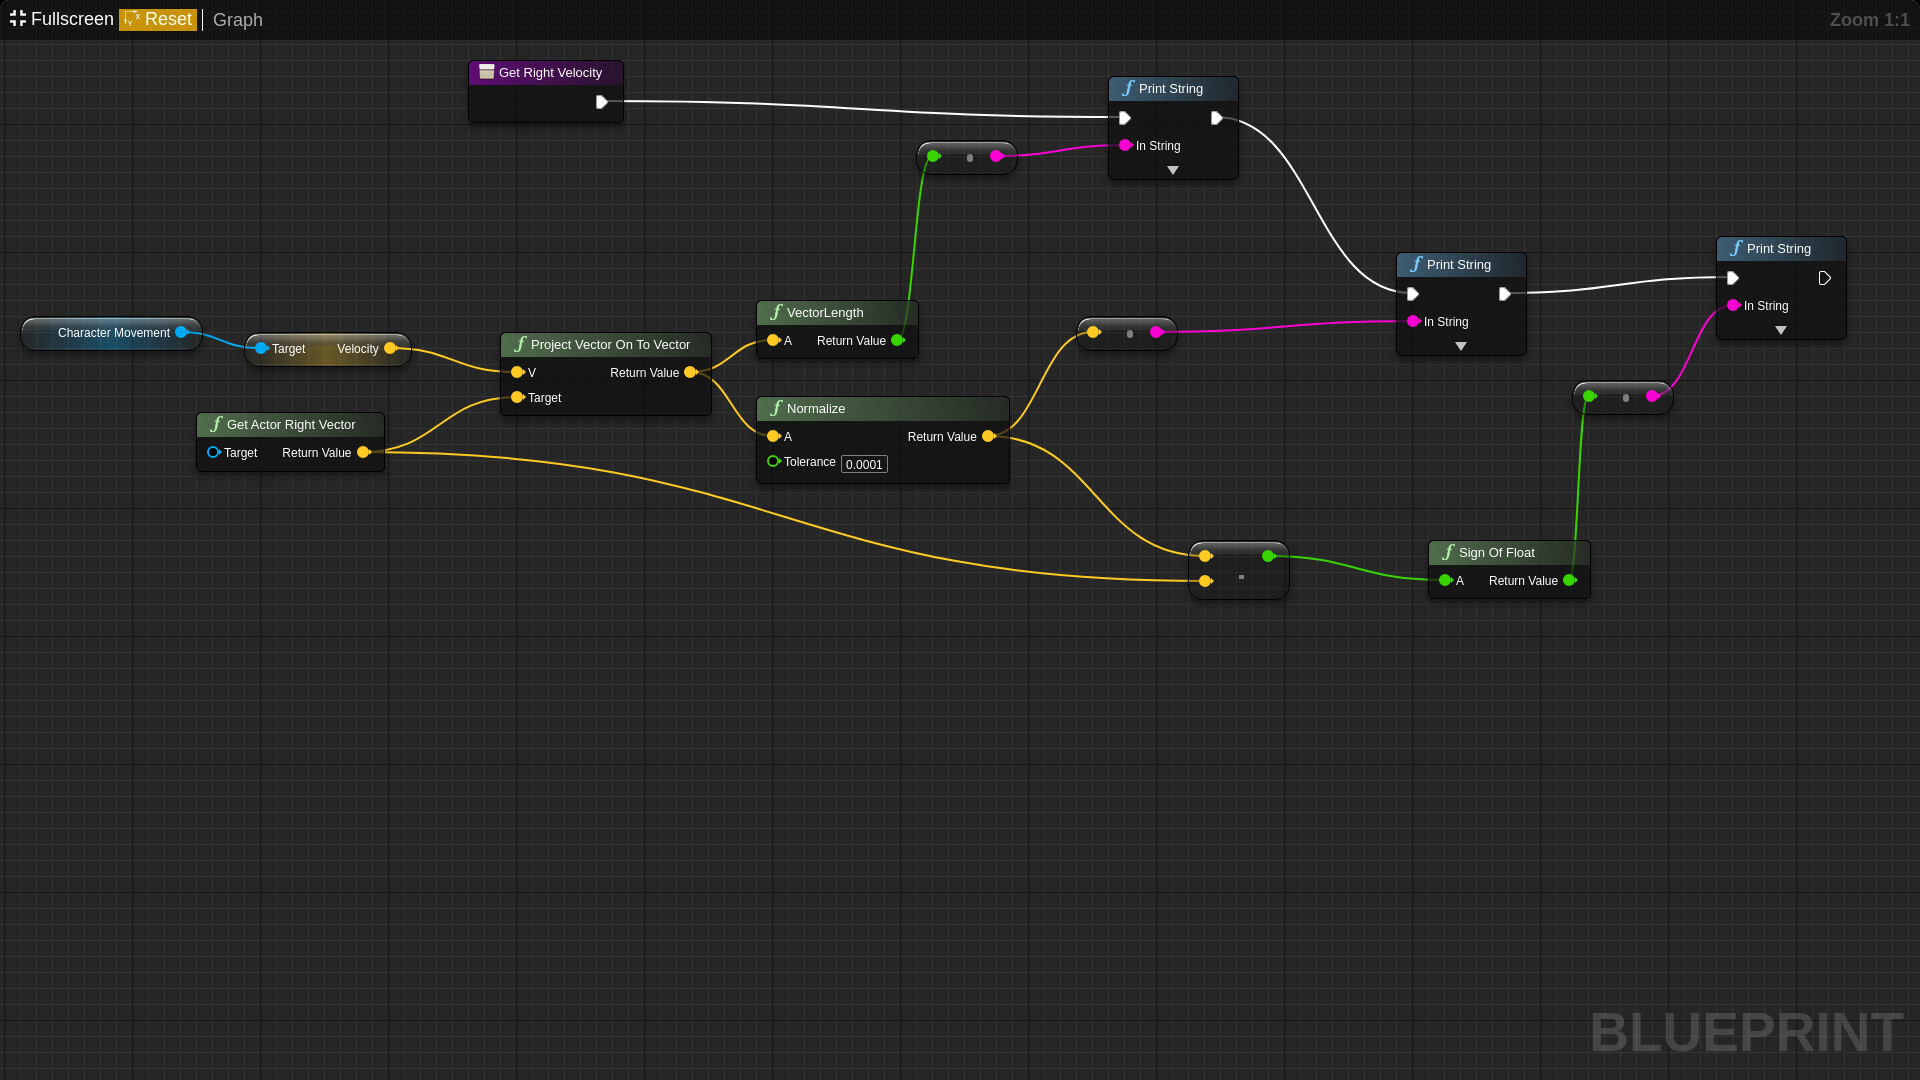 Fullscreen Reset Graph Zoom 1:1
Get Right Velocity
Print String
In String
Print String
In String
Print String
In String
Character Movement
Target Velocity
Get Actor Right Vector
Target Return Value
Project Vector On To Vector
V Return Value
Target
VectorLength
A Return Value
Normalize
A Return Value
Tolerance 0.0001
Sign Of Float
A Return Value
BLUEPRINT